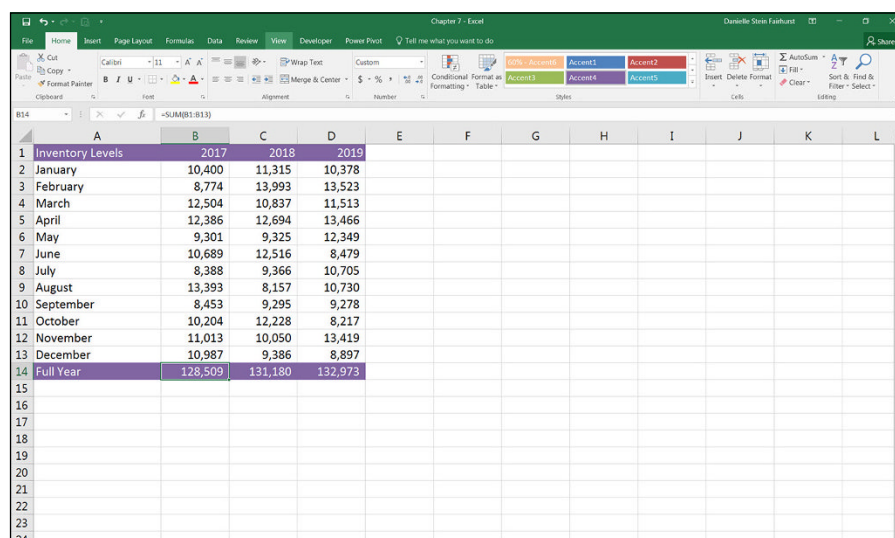 Chapter 7 - Excel
Danielle Stein Fairhurst
File Home Insert Page Layout Formulas Data Review View Developer Power Pivot Tell me what you want to do Share
Paste
Cut
Copy
Format Painter
Clipboard
Calibri 11
B I U
Font
Wrap Text
Merge & Center
Alignment
Custom
$ % ,
Number
Conditional Formatting
Format as Table
60% - Accent6 Accent1 Accent2
Accent3 Accent4 Accent5
Styles
Insert Delete Format
Cells
AutoSum
Fill
Clear
Sort & Filter
Find & Select
Editing
B14 fx =SUM(B1:B13)
A B C D E F G H I J K L
1 Inventory Levels 2017 2018 2019
2 January 10,400 11,315 10,378
3 February 8,774 13,993 13,523
4 March 12,504 10,837 11,513
5 April 12,386 12,694 13,466
6 May 9,301 9,325 12,349
7 June 10,689 12,516 8,479
8 July 8,388 9,366 10,705
9 August 13,393 8,157 10,730
10 September 8,453 9,295 9,278
11 October 10,204 12,228 8,217
12 November 11,013 10,050 13,419
13 December 10,987 9,386 8,897
14 Full Year 128,509 131,180 132,973
15
16
17
18
19
20
21
22
23